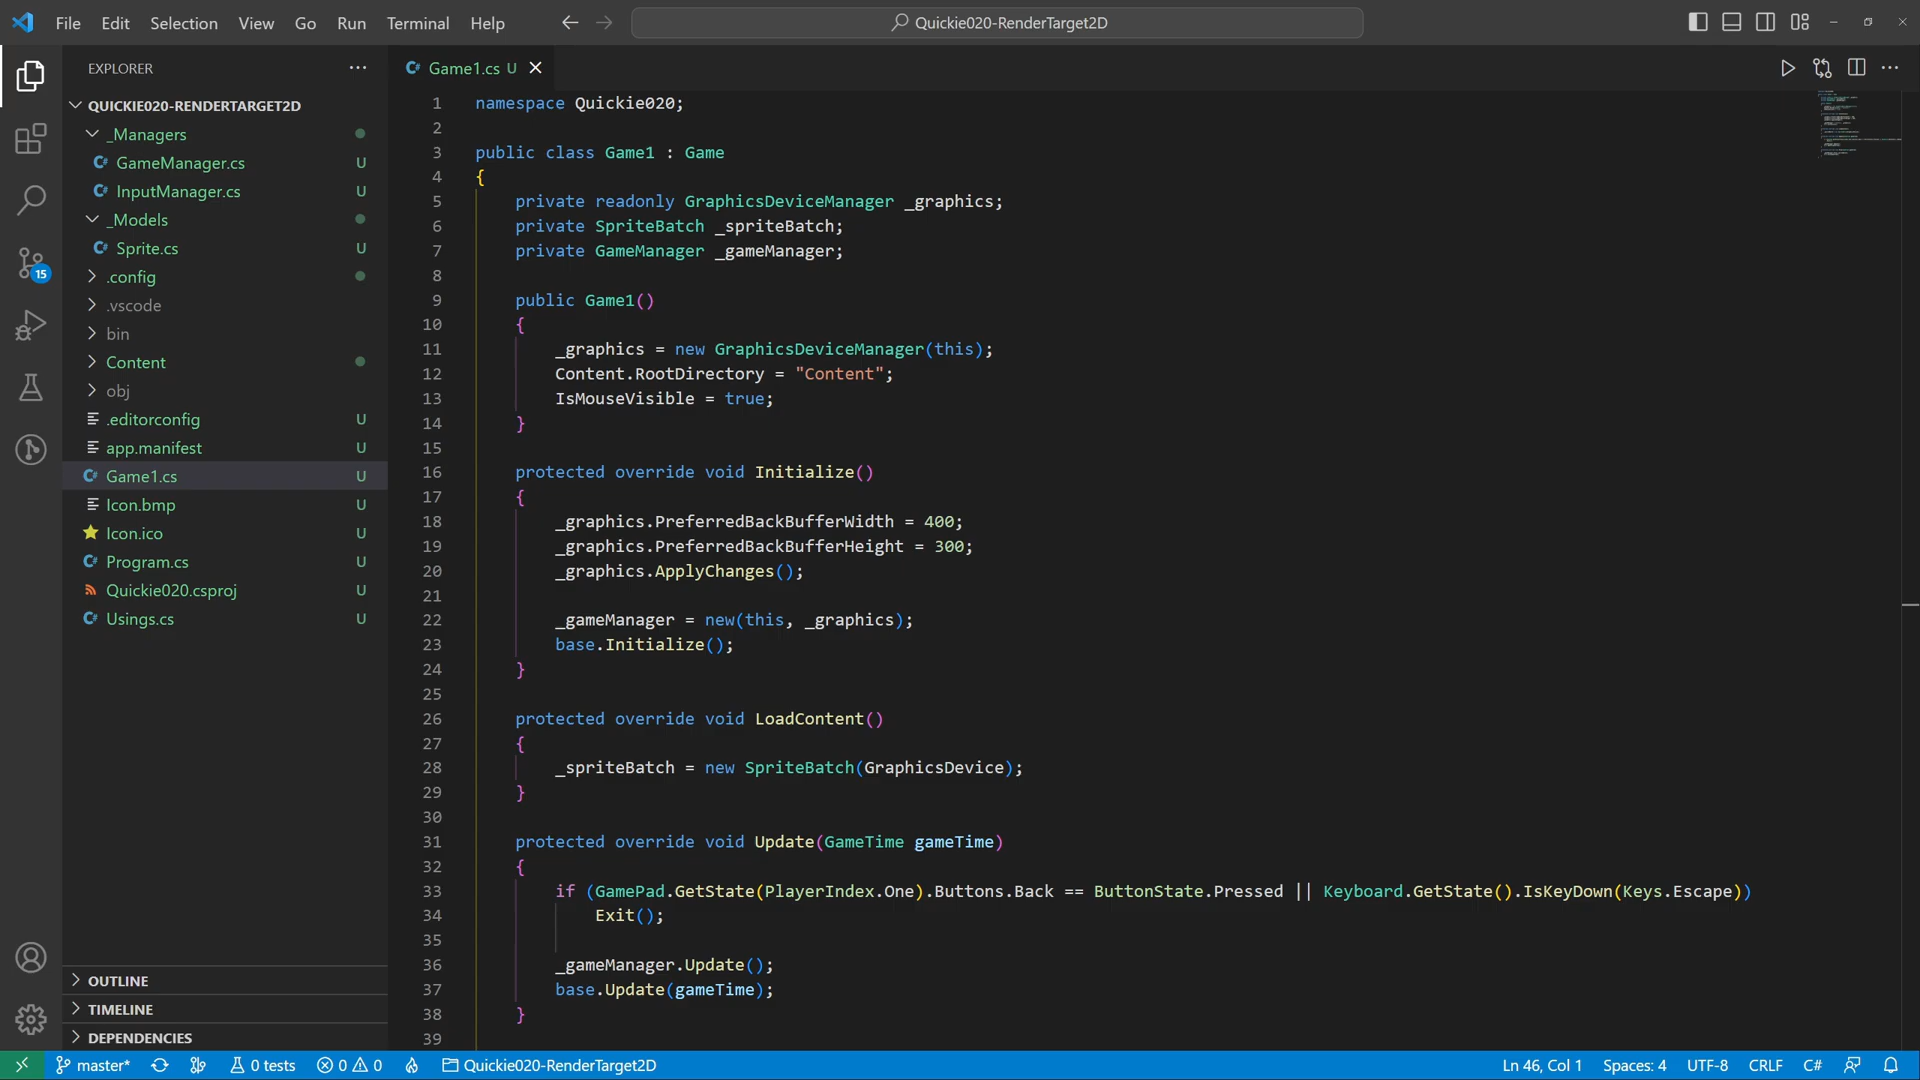 File Edit Selection View Go Run Terminal Help
Quickie020-RenderTarget2D
EXPLORER
QUICKIE020-RENDERTARGET2D
_Managers
GameManager.cs U
InputManager.cs U
_Models
Sprite.cs U
.config
.vscode
bin
Content
obj
.editorconfig U
app.manifest U
Game1.cs U
Icon.bmp U
Icon.ico U
Program.cs U
Quickie020.csproj U
Usings.cs U
OUTLINE
TIMELINE
DEPENDENCIES
15
Game1.cs U
1 namespace Quickie020;
2
3 public class Game1 : Game
4 {
5 private readonly GraphicsDeviceManager _graphics;
6 private SpriteBatch _spriteBatch;
7 private GameManager _gameManager;
8
9 public Game1()
10 {
11 _graphics = new GraphicsDeviceManager(this);
12 Content.RootDirectory = "Content";
13 IsMouseVisible = true;
14 }
15
16 protected override void Initialize()
17 {
18 _graphics.PreferredBackBufferWidth = 400;
19 _graphics.PreferredBackBufferHeight = 300;
20 _graphics.ApplyChanges();
21
22 _gameManager = new(this, _graphics);
23 base.Initialize();
24 }
25
26 protected override void LoadContent()
27 {
28 _spriteBatch = new SpriteBatch(GraphicsDevice);
29 }
30
31 protected override void Update(GameTime gameTime)
32 {
33 if (GamePad.GetState(PlayerIndex.One).Buttons.Back == ButtonState.Pressed || Keyboard.GetState().IsKeyDown(Keys.Escape))
34 Exit();
35
36 _gameManager.Update();
37 base.Update(gameTime);
38 }
39
master* 0 tests 0 0 Quickie020-RenderTarget2D Ln 46, Col 1 Spaces: 4 UTF-8 CRLF C#